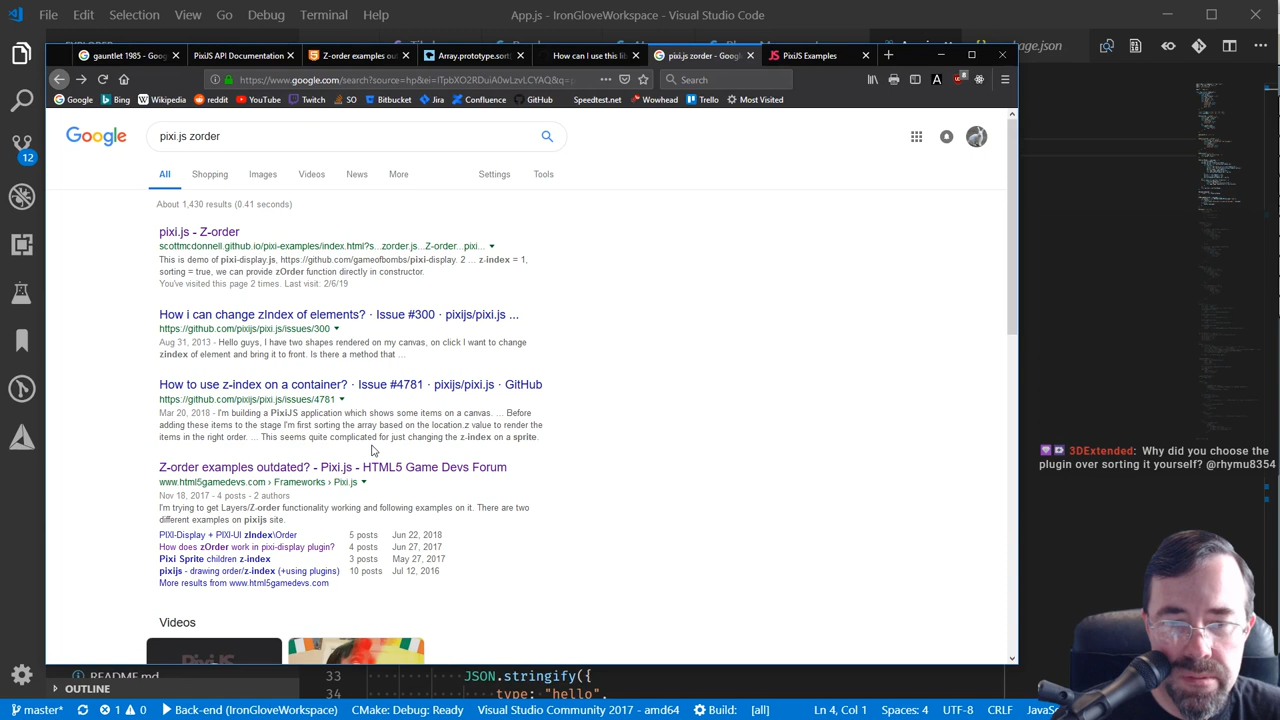 File Edit Selection View Go Debug Terminal Help
App.js - IronGloveWorkspace - Visual Studio Code
gauntlet 1985 - Goog
PixiJS API Documentation
Z-order examples out
Array.prototype.sort(
How can I use this lib
pixi.js zorder - Google
PixiJS Examples
https://www.google.com/search?source=hp&ei=
Search
Google Bing Wikipedia reddit YouTube Twitch SO Bitbucket Jira Confluence GitHub Speedtest.net Wowhead Trello Most Visited
Google
pixi.js zorder
All Shopping Images Videos News More Settings Tools
About 1,430 results (0.41 seconds)
pixi.js - Z-order
scottmcdonnell.github.io/pixi-examples/index.html?s...zorder.js...Z-order...pixi...
This is demo of pixi-display.js, https://github.com/gameofbombs/pixi-display. 2 ... z-index = 1,
sorting = true, we can provide zOrder function directly in constructor.
You've visited this page 2 times. Last visit: 2/6/19
How i can change zIndex of elements? · Issue #300 · pixijs/pixi.js ...
https://github.com/pixijs/pixi.js/issues/300
Aug 31, 2013 - Hello guys, I have two shapes rendered on my canvas, on click I want to change
zindex of element and bring it to front. Is there a method that ...
How to use z-index on a container? · Issue #4781 · pixijs/pixi.js · GitHub
https://github.com/pixijs/pixi.js/issues/4781
Mar 20, 2018 - I'm building a PixiJS application which shows some items on a canvas. ... Before
adding these items to the stage I'm first sorting the array based on the location.z value to render the
items in the right order. ... This seems quite complicated for just changing the z-index on a sprite.
Z-order examples outdated? - Pixi.js - HTML5 Game Devs Forum
www.html5gamedevs.com › Frameworks › Pixi.js
Nov 18, 2017 - 4 posts - 2 authors
I'm trying to get Layers/Z-order functionality working and following examples on it. There are two
different examples on pixijs site.
PIXI-Display + PIXI-UI zIndex\Order 5 posts Jun 22, 2018
How does zOrder work in pixi-display plugin? 4 posts Jun 27, 2017
Pixi Sprite children z-index 3 posts May 27, 2017
pixijs - drawing order/z-index (+using plugins) 10 posts Jul 12, 2016
More results from www.html5gamedevs.com
Videos
PixiJS
3DExtended: Why did you choose the
plugin over sorting it yourself? @rhymu8354
12
README.md
OUTLINE
33 JSON.stringify({
34 type: "hello",
master* 1 0 Back-end (IronGloveWorkspace) CMake: Debug: Ready Visual Studio Community 2017 - amd64 Build: [all] Ln 4, Col 1 Spaces: 4 UTF-8 CRLF